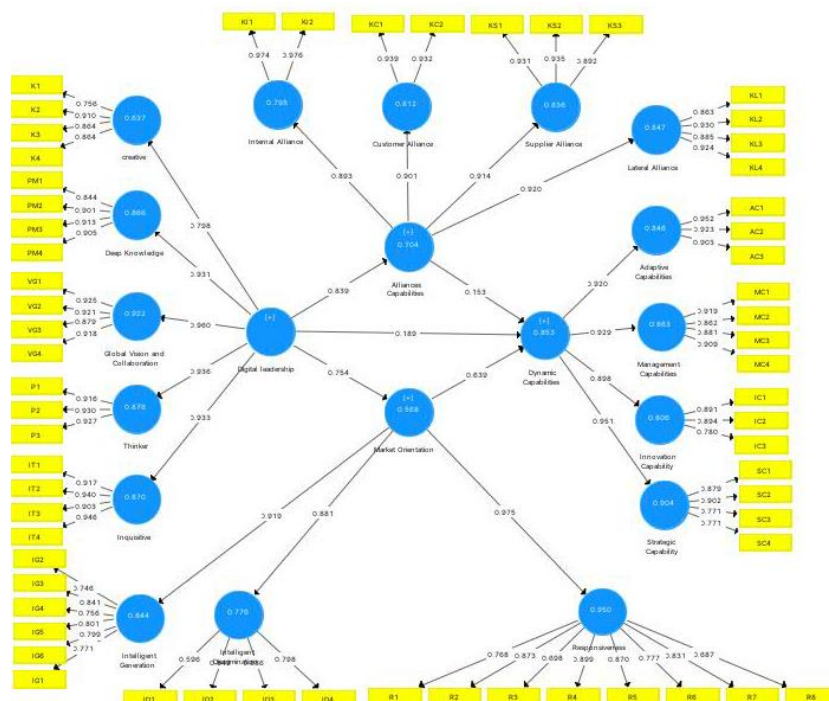 KI1
KI2
KC1
KC2
KS1
KS2
KS3
0.974
0.976
0.939
0.932
0.931
0.935
0.892
K1
K2
K3
K4
0.756
0.910
0.864
0.864
0.637
creative
0.795
Internal Alliance
0.812
Customer Alliance
0.836
Supplier Alliance
0.847
Lateral Alliance
0.863
0.930
0.885
0.924
KL1
KL2
KL3
KL4
PM1
PM2
PM3
PM4
0.844
0.901
0.913
0.905
0.866
Deep Knowledge
0.893
0.901
0.914
0.920
0.798
0.931
[+]
0.704
Alliances
Capabilities
0.846
Adaptive
Capabilities
0.952
0.923
0.903
AC1
AC2
AC3
VG1
VG2
VG3
VG4
0.925
0.921
0.879
0.918
0.922
Global Vision and
Collaboration
0.960
0.839
0.153
0.920
[+]
Digital leadership
0.189
[+]
0.853
Dynamic
Capabilities
0.929
Management
Capabilities
0.919
0.862
0.881
0.909
MC1
MC2
MC3
MC4
P1
P2
P3
0.916
0.930
0.927
Thinker
0.936
0.754
0.639
0.898
[+]
0.568
Market Orientation
Innovation
Capability
0.891
0.894
0.780
IC1
IC2
IC3
IT1
IT2
IT3
IT4
0.917
0.940
0.903
0.946
0.870
Inquisitive
0.933
0.951
0.904
Strategic
Capability
0.879
0.902
0.771
0.771
SC1
SC2
SC3
SC4
0.919
0.881
0.975
IG2
IG3
IG4
IG5
IG6
IG1
0.746
0.841
0.756
0.801
0.799
0.771
0.844
Intelligent
Generation
0.776
Intelligent
0.596
0.798
0.950
Responsiveness
0.768
0.873
0.698
0.899
0.870
0.777
0.831
0.687
R1
R2
R3
R4
R5
R6
R7
R8